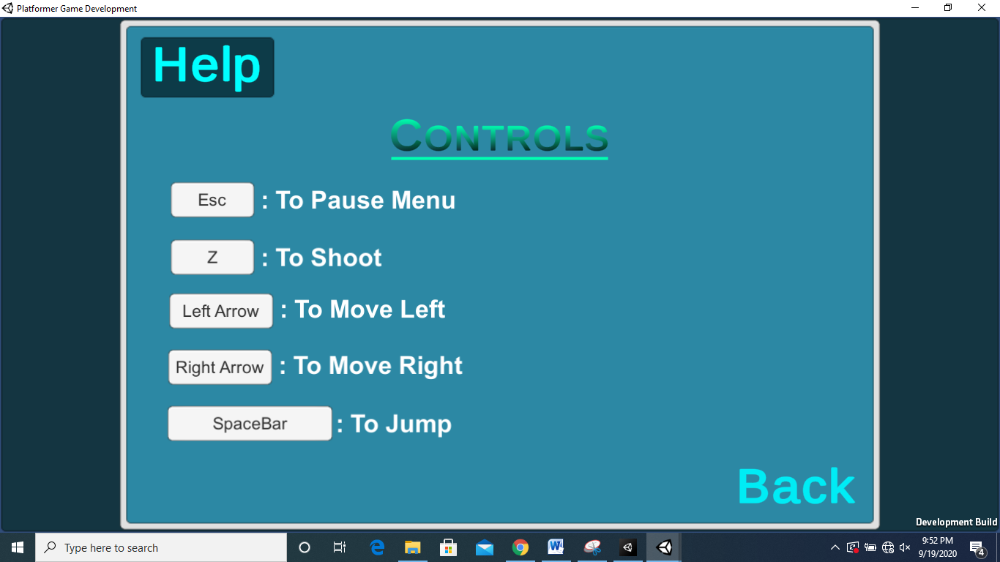 Platformer Game Development
Help
CONTROLS
Esc : To Pause Menu
Z : To Shoot
Left Arrow : To Move Left
Right Arrow : To Move Right
SpaceBar : To Jump
Back
Development Build
Type here to search
9:52 PM
9/19/2020
4